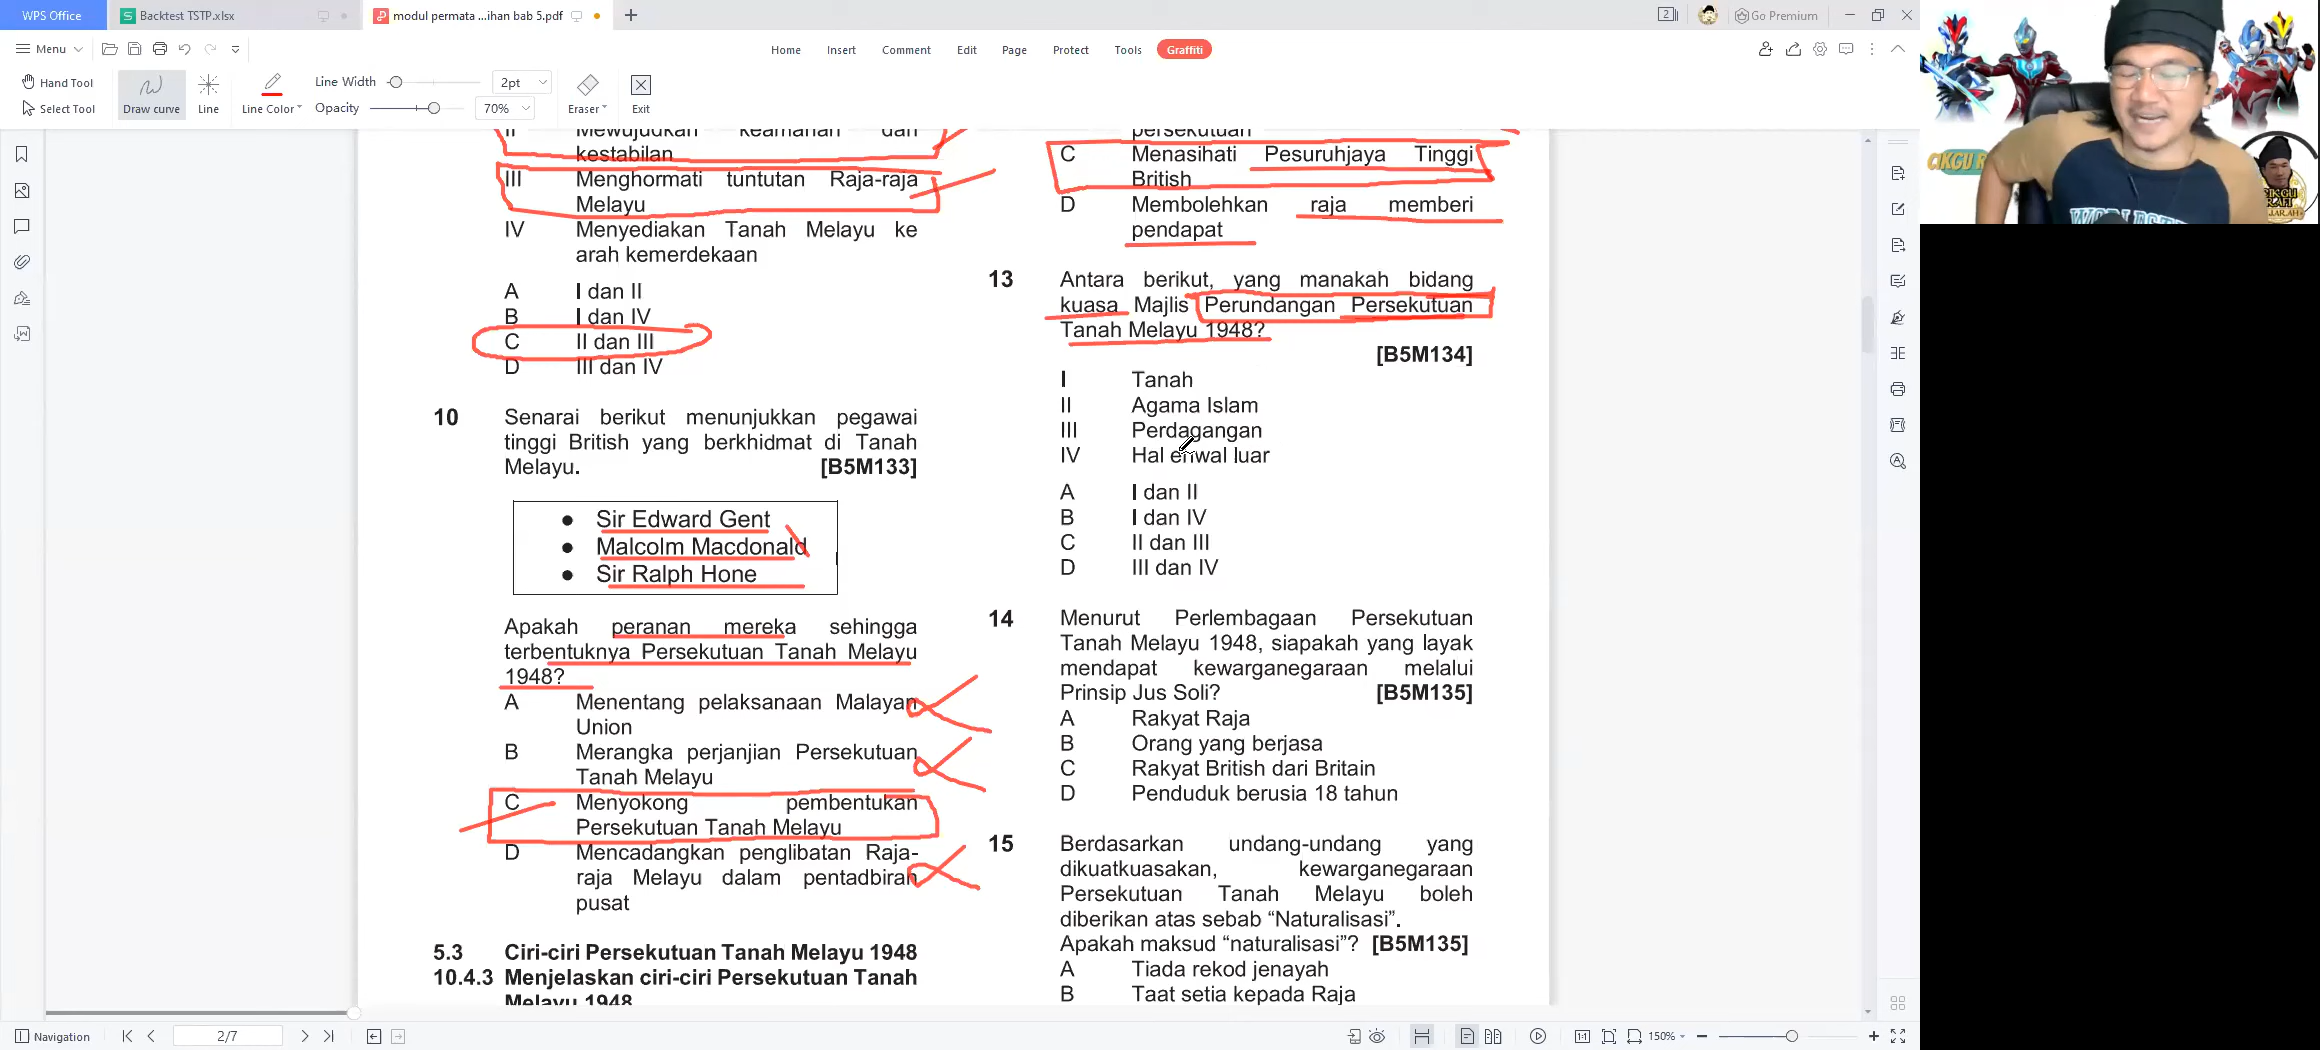 WPS Office
Backtest TSTP.xlsx
modul permata ...ihan bab 5.pdf
2
Go Premium
Menu
Home
Insert
Comment
Edit
Page
Protect
Tools
Graffiti
Hand Tool
Select Tool
Draw curve
Line
Line Color
Line Width
2pt
Opacity
70%
Eraser
Exit
II Mewujudkan keamanan dan
kestabilan
III Menghormati tuntutan Raja-raja
Melayu
IV Menyediakan Tanah Melayu ke
arah kemerdekaan
A I dan II
B I dan IV
C II dan III
D III dan IV
10 Senarai berikut menunjukkan pegawai
tinggi British yang berkhidmat di Tanah
Melayu. [B5M133]
● Sir Edward Gent
● Malcolm Macdonald
● Sir Ralph Hone
Apakah peranan mereka sehingga
terbentuknya Persekutuan Tanah Melayu
1948?
A Menentang pelaksanaan Malayan
Union
B Merangka perjanjian Persekutuan
Tanah Melayu
C Menyokong pembentukan
Persekutuan Tanah Melayu
D Mencadangkan penglibatan Raja-
raja Melayu dalam pentadbiran
pusat
5.3 Ciri-ciri Persekutuan Tanah Melayu 1948
10.4.3 Menjelaskan ciri-ciri Persekutuan Tanah
Melayu 1948
persekutuan
C Menasihati Pesuruhjaya Tinggi
British
D Membolehkan raja memberi
pendapat
13 Antara berikut, yang manakah bidang
kuasa Majlis Perundangan Persekutuan
Tanah Melayu 1948?
[B5M134]
I Tanah
II Agama Islam
III Perdagangan
IV Hal ehwal luar
A I dan II
B I dan IV
C II dan III
D III dan IV
14 Menurut Perlembagaan Persekutuan
Tanah Melayu 1948, siapakah yang layak
mendapat kewarganegaraan melalui
Prinsip Jus Soli? [B5M135]
A Rakyat Raja
B Orang yang berjasa
C Rakyat British dari Britain
D Penduduk berusia 18 tahun
15 Berdasarkan undang-undang yang
dikuatkuasakan, kewarganegaraan
Persekutuan Tanah Melayu boleh
diberikan atas sebab “Naturalisasi”.
Apakah maksud “naturalisasi”? [B5M135]
A Tiada rekod jenayah
B Taat setia kepada Raja
CIKGU R
Navigation
2/7
1:1
150%